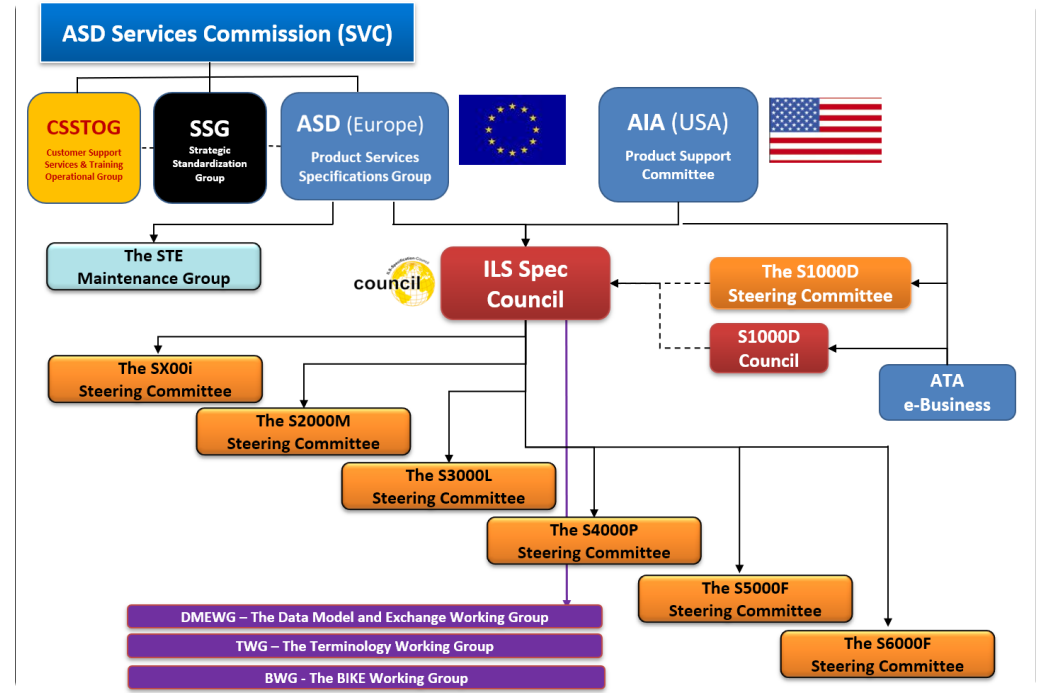 ASD Services Commission (SVC)
CSSTOG
Customer Support
Services & Training
Operational Group
SSG
Strategic
Standardization
Group
ASD (Europe)
Product Services
Specifications Group
AIA (USA)
Product Support
Committee
The STE
Maintenance Group
council
ILS Spec
Council
The S1000D
Steering Committee
S1000D
Council
ATA
e-Business
The SX00i
Steering Committee
The S2000M
Steering Committee
The S3000L
Steering Committee
The S4000P
Steering Committee
The S5000F
Steering Committee
The S6000F
Steering Committee
DMEWG – The Data Model and Exchange Working Group
TWG – The Terminology Working Group
BWG - The BIKE Working Group